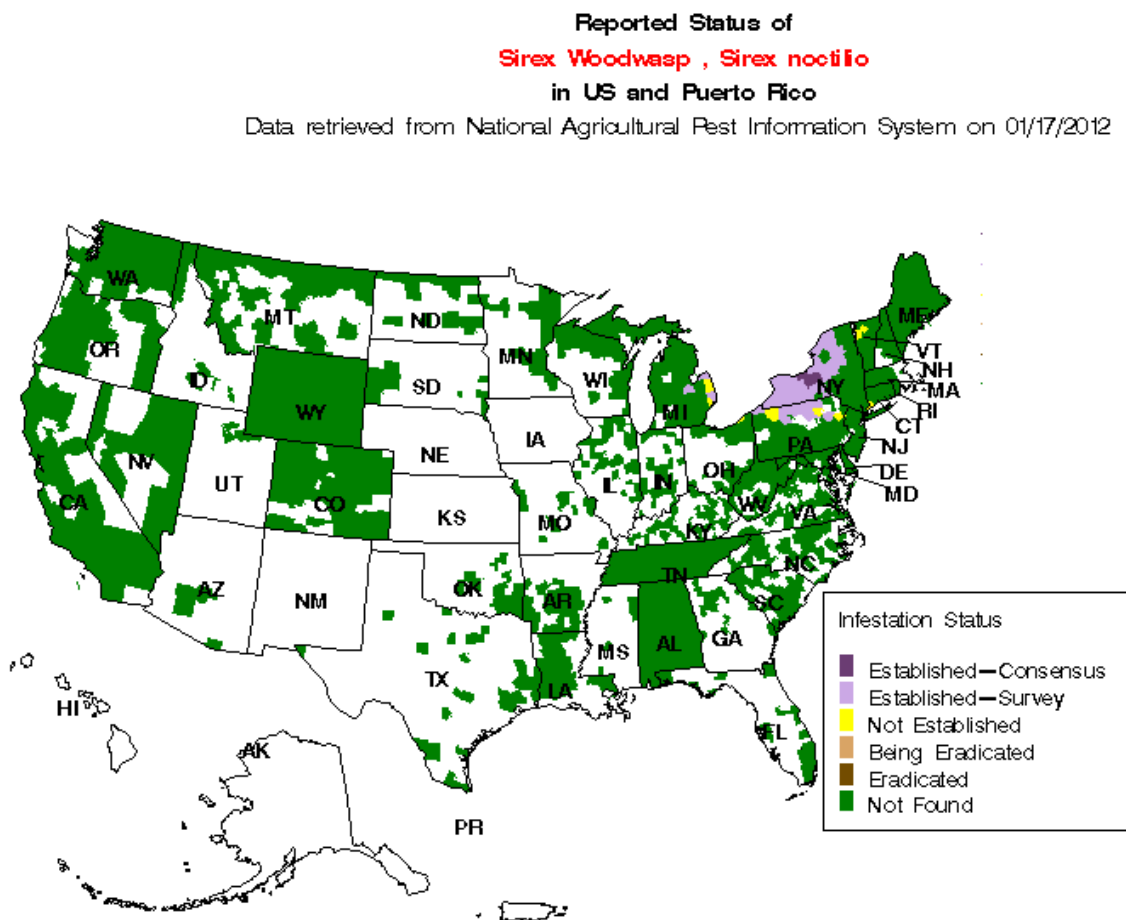 Reported Status of
Sirex Woodwasp , Sirex noctilio
in US and Puerto Rico
Data retrieved from National Agricultural Pest Information System on 01/17/2012
WA
MT
ND
MN
ME
OR
ID
SD
WI
MI
NY
VT
NH
MA
RI
CT
WY
NV
UT
CO
NE
IA
IL
IN
OH
PA
NJ
DE
MD
CA
KS
MO
KY
WV
VA
AZ
NM
OK
AR
TN
NC
SC
TX
LA
MS
AL
GA
FL
HI
AK
PR
Infestation Status
Established—Consensus
Established—Survey
Not Established
Being Eradicated
Eradicated
Not Found